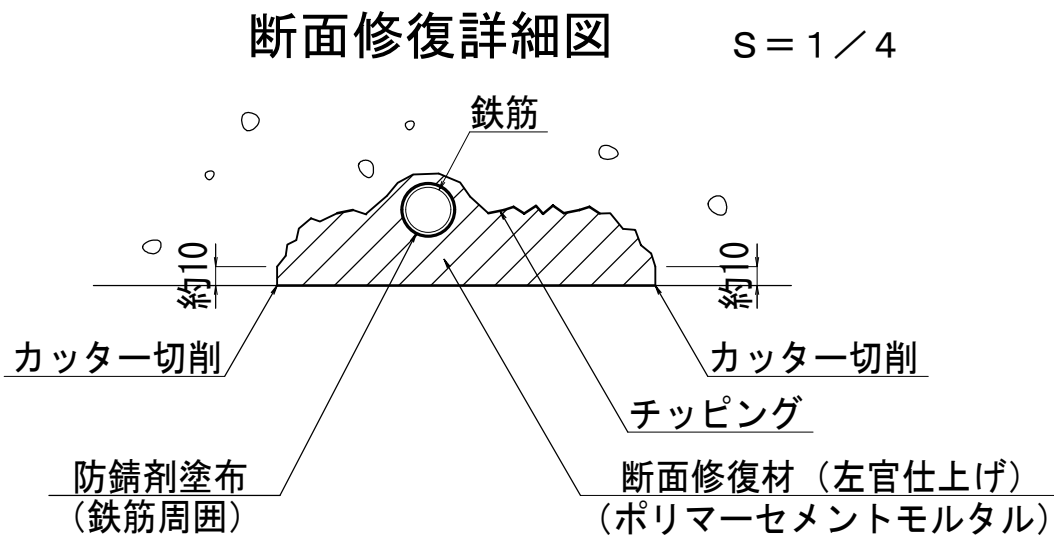 断面修復詳細図
S=1/4
鉄筋
約10
約10
カッター切削
カッター切削
チッピング
防錆剤塗布
(鉄筋周囲)
断面修復材（左官仕上げ）
(ポリマーセメントモルタル)